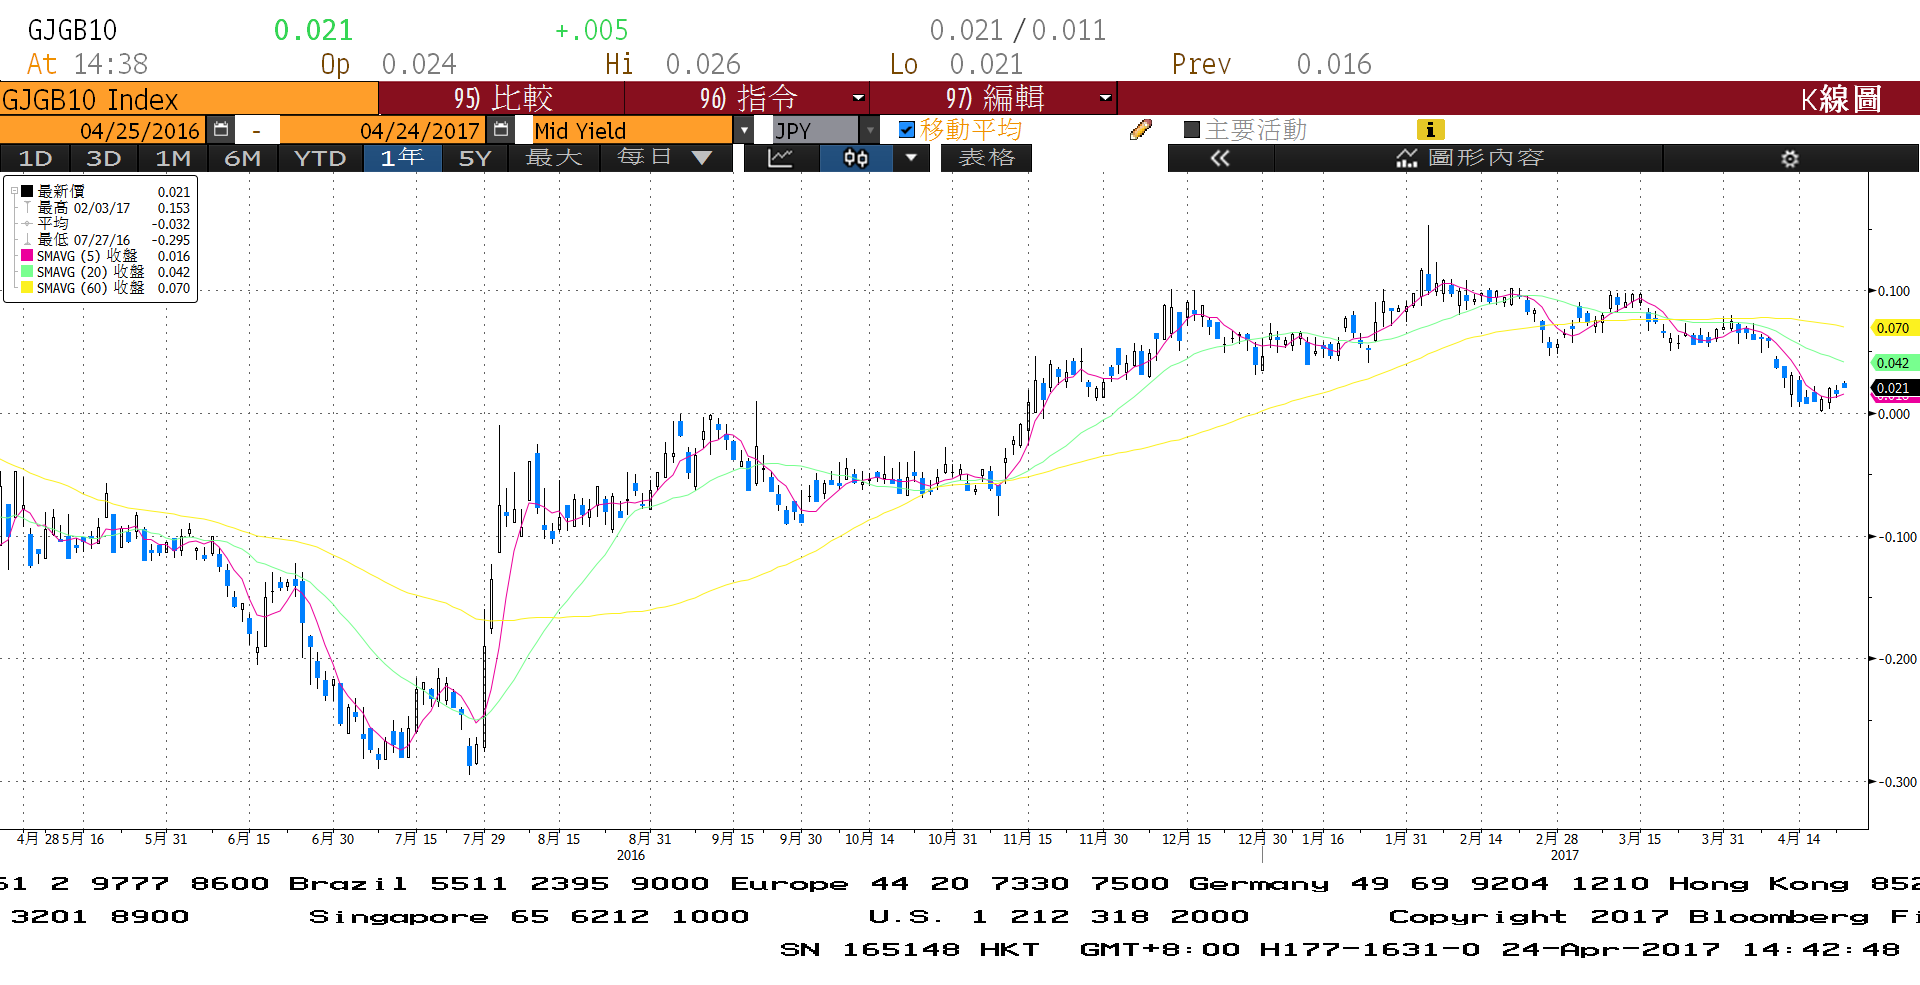 GJGB10 0.021 +.005 0.021 / 0.011
At 14:38 Op 0.024 Hi 0.026 Lo 0.021 Prev 0.016
GJGB10 Index 95) 比較 96) 指令 97) 編輯 K線圖
04/25/2016 - 04/24/2017 Mid Yield JPY 移動平均 主要活動 i
1D 3D 1M 6M YTD 1年 5Y 最大 每日 表格 « 圖形內容
最新價 0.021
最高 02/03/17 0.153
平均 -0.032
最低 07/27/16 -0.295
SMAVG (5) 收盤 0.016
SMAVG (20) 收盤 0.042
SMAVG (60) 收盤 0.070
0.100
0.070
0.042
0.021
0.000
-0.100
-0.200
-0.300
4月 28 5月 16 5月 31 6月 15 6月 30 7月 15 7月 29 8月 15 8月 31 9月 15 9月 30 10月 14 10月 31 11月 15 11月 30 12月 15 12月 30 1月 16 1月 31 2月 14 2月 28 3月 15 3月 31 4月 14
2016 2017
61 2 9777 8600 Brazil 5511 2395 9000 Europe 44 20 7330 7500 Germany 49 69 9204 1210 Hong Kong 852
3201 8900 Singapore 65 6212 1000 U.S. 1 212 318 2000 Copyright 2017 Bloomberg Fi
SN 165148 HKT GMT+8:00 H177-1631-0 24-Apr-2017 14:42:48